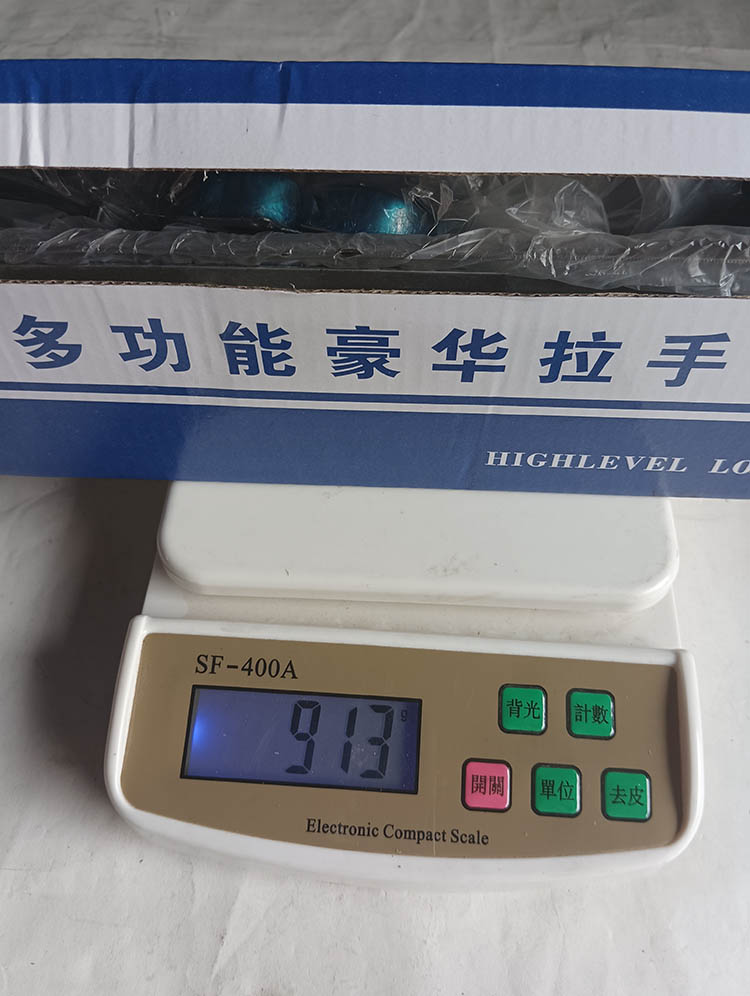 多功能豪华拉手
HIGHLEVEL LO
SF-400A
913 g
背光 計數
開關 單位 去皮
Electronic Compact Scale